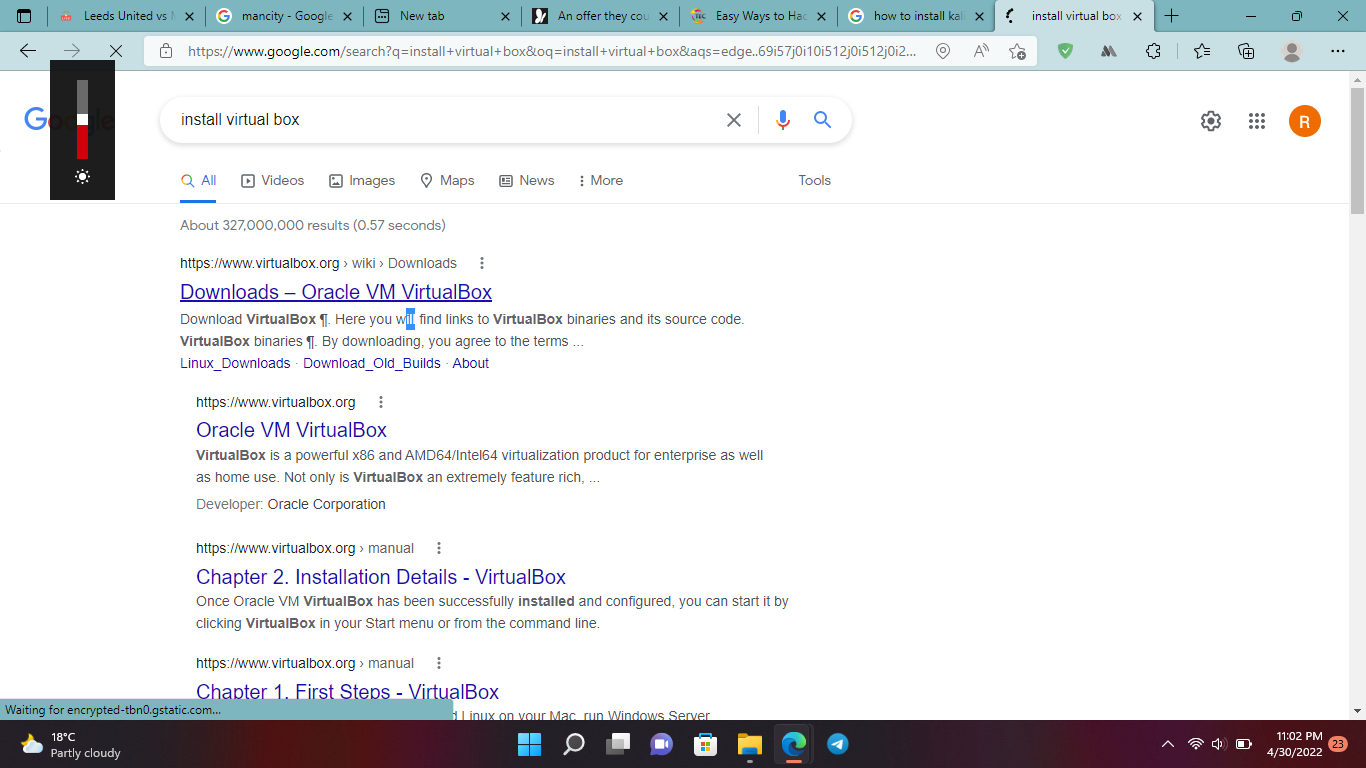 Leeds United vs M
mancity - Google
New tab
An offer they cou
Easy Ways to Hac
how to install kali
install virtual box
https://www.google.com/search?q=install+virtual+box&oq=install+virtual+box&aqs=edge..69i57j0i10i512j0i512j0i2...
Google
install virtual box
R
All
Videos
Images
Maps
News
More
Tools
About 327,000,000 results (0.57 seconds)
https://www.virtualbox.org › wiki › Downloads
Downloads – Oracle VM VirtualBox
Download VirtualBox ¶. Here you will find links to VirtualBox binaries and its source code.
VirtualBox binaries ¶. By downloading, you agree to the terms ...
Linux_Downloads · Download_Old_Builds · About
https://www.virtualbox.org
Oracle VM VirtualBox
VirtualBox is a powerful x86 and AMD64/Intel64 virtualization product for enterprise as well
as home use. Not only is VirtualBox an extremely feature rich, ...
Developer: Oracle Corporation
https://www.virtualbox.org › manual
Chapter 2. Installation Details - VirtualBox
Once Oracle VM VirtualBox has been successfully installed and configured, you can start it by
clicking VirtualBox in your Start menu or from the command line.
https://www.virtualbox.org › manual
Chapter 1. First Steps - VirtualBox
d Linux on your Mac, run Windows Server
Waiting for encrypted-tbn0.gstatic.com...
18°C
Partly cloudy
11:02 PM
4/30/2022
23